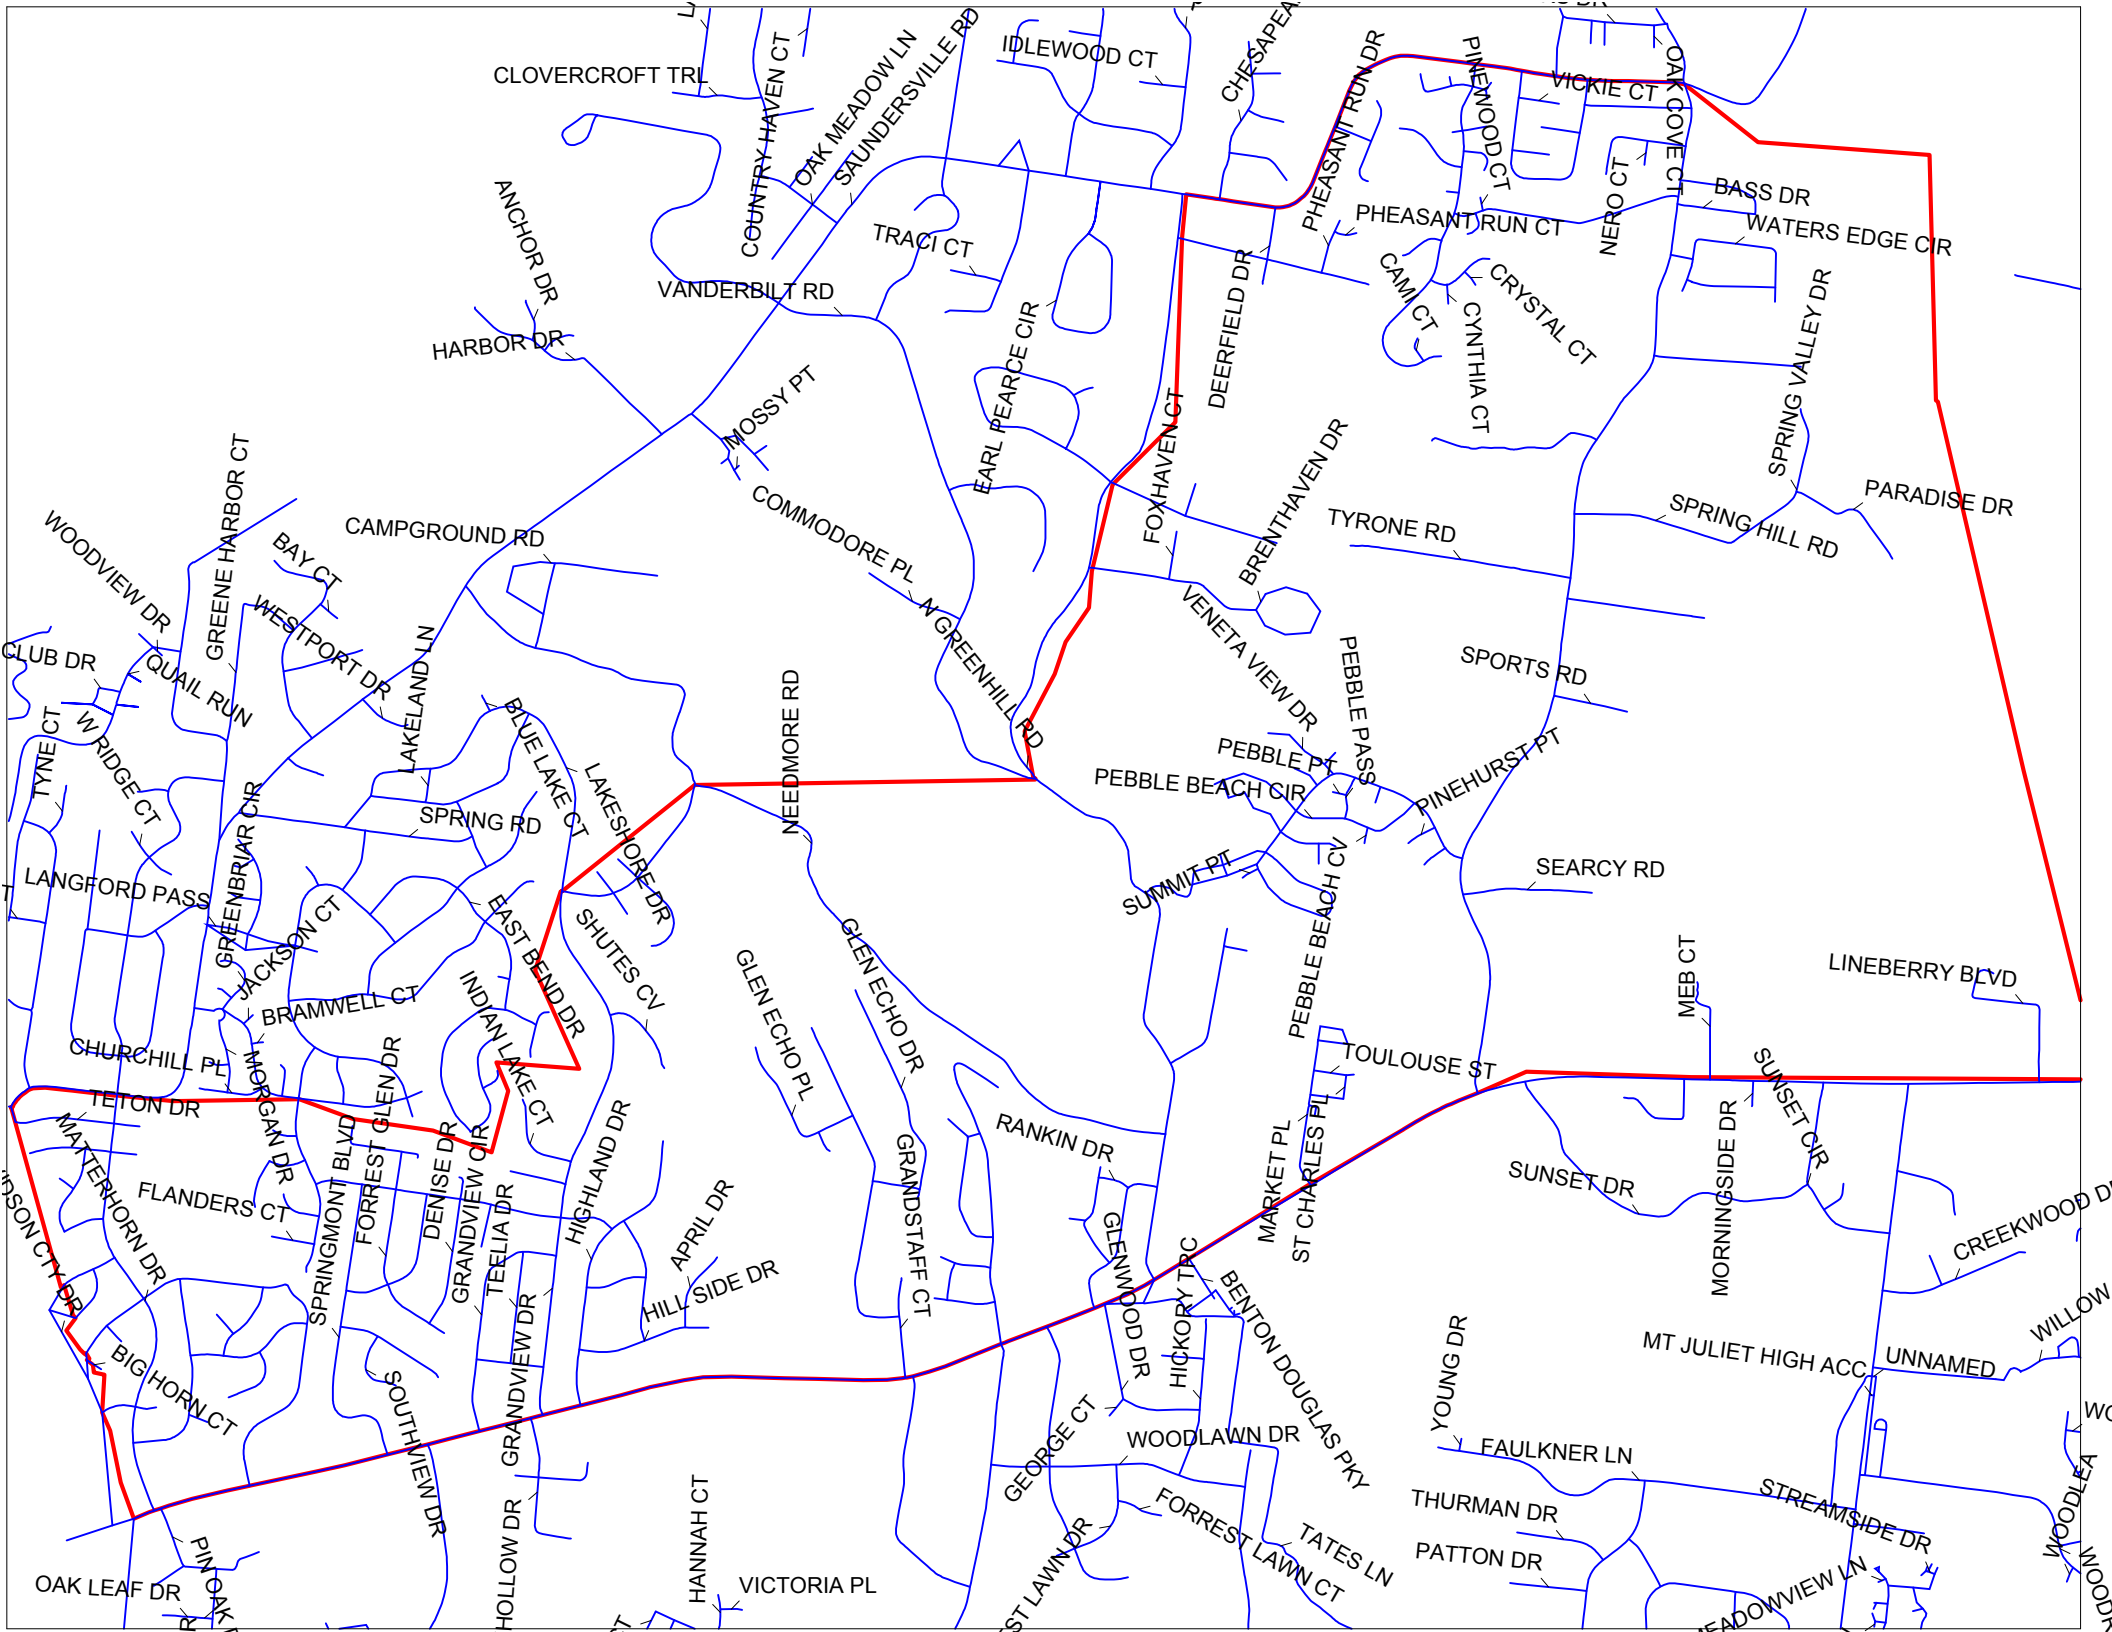 IDLEWOOD CT
CLOVERCROFT TRL
COUNTRY HAVEN CT
OAK MEADOW LN
SAUNDERSVILLE RD
PHEASANT RUN DR
PINEWOOD CT
VICKIE CT
OAK COVE CT
NERO CT
BASS DR
WATERS EDGE CIR
PHEASANT RUN CT
ANCHOR DR
TRACI CT
VANDERBILT RD
HARBOR DR
DEERFIELD DR
CAMI CT
CRYSTAL CT
CYNTHIA CT
SPRING VALLEY DR
EARL PEARCE CIR
MOSSY PT
FOXHAVEN CT
BRENTHAVEN DR
TYRONE RD
SPRING HILL RD
PARADISE DR
COMMODORE PL
CAMPGROUND RD
GREENE HARBOR CT
BAY CT
WOODVIEW DR
WESTPORT DR
CLUB DR
QUAIL RUN
LAKELAND LN
N GREENHILL RD
VENETA VIEW DR
PEBBLE PASS
SPORTS RD
NEEDMORE RD
TYNE CT
W RIDGE CT
BLUE LAKE CT
LAKESHORE DR
PEBBLE PT
PEBBLE BEACH CIR
PINEHURST PT
GREENBRIAR CIR
SPRING RD
SUMMIT PT
PEBBLE BEACH CV
SEARCY RD
LANGFORD PASS
JACKSON CT
EAST BEND DR
SHUTES CV
GLEN ECHO PL
GLEN ECHO DR
MEB CT
LINEBERRY BLVD
BRAMWELL CT
INDIAN LAKE CT
CHURCHILL PL
MORGAN DR
FORREST GLEN DR
TOULOUSE ST
SUNSET CIR
TETON DR
MATTERHORN DR
SPRINGMONT BLVD
DENISE DR
GRANDVIEW CIR
HIGHLAND DR
RANKIN DR
GRANDSTAFF CT
MARKET PL
ST CHARLES PL
SUNSET DR
MORNINGSIDE DR
FLANDERS CT
TEELIA DR
APRIL DR
HILL SIDE DR
GLENWOOD DR
HICKORY TRC
BENTON DOUGLAS PKY
BIG HORN CT
SOUTHVIEW DR
GRANDVIEW DR
YOUNG DR
MT JULIET HIGH ACC
UNNAMED
GEORGE CT
WOODLAWN DR
FAULKNER LN
THURMAN DR
STREAMSIDE DR
PATTON DR
FORREST LAWN CT
TATES LN
HANNAH CT
VICTORIA PL
OAK LEAF DR
PIN OAK
HOLLOW DR
WILLOW
WOODLEA
CREEKWOOD